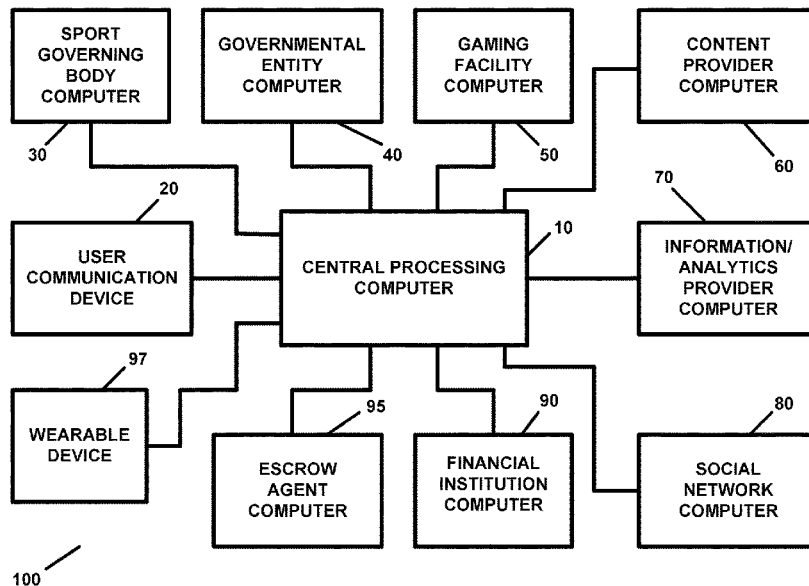 SPORT
GOVERNING
BODY
COMPUTER
GOVERNMENTAL
ENTITY
COMPUTER
GAMING
FACILITY
COMPUTER
CONTENT
PROVIDER
COMPUTER
30
40
50
60
20
70
USER
COMMUNICATION
DEVICE
10
CENTRAL PROCESSING
COMPUTER
INFORMATION/
ANALYTICS
PROVIDER
COMPUTER
97
WEARABLE
DEVICE
95
ESCROW
AGENT
COMPUTER
90
FINANCIAL
INSTITUTION
COMPUTER
80
SOCIAL
NETWORK
COMPUTER
100